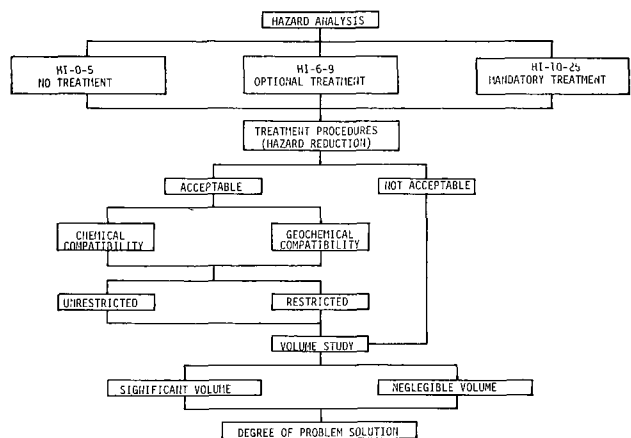 HAZARD ANALYSIS
HI-0-5
NO TREATMENT
HI-6-9
OPTIONAL TREATMENT
HI-10-25
MANDATORY TREATMENT
TREATMENT PROCEDURES
(HAZARD REDUCTION)
ACCEPTABLE
NOT ACCEPTABLE
CHEMICAL
COMPATIBILITY
GEOCHEMICAL
COMPATIBILITY
UNRESTRICTED
RESTRICTED
VOLUME STUDY
SIGNIFICANT VOLUME
NEGLEGIBLE VOLUME
DEGREE OF PROBLEM SOLUTION